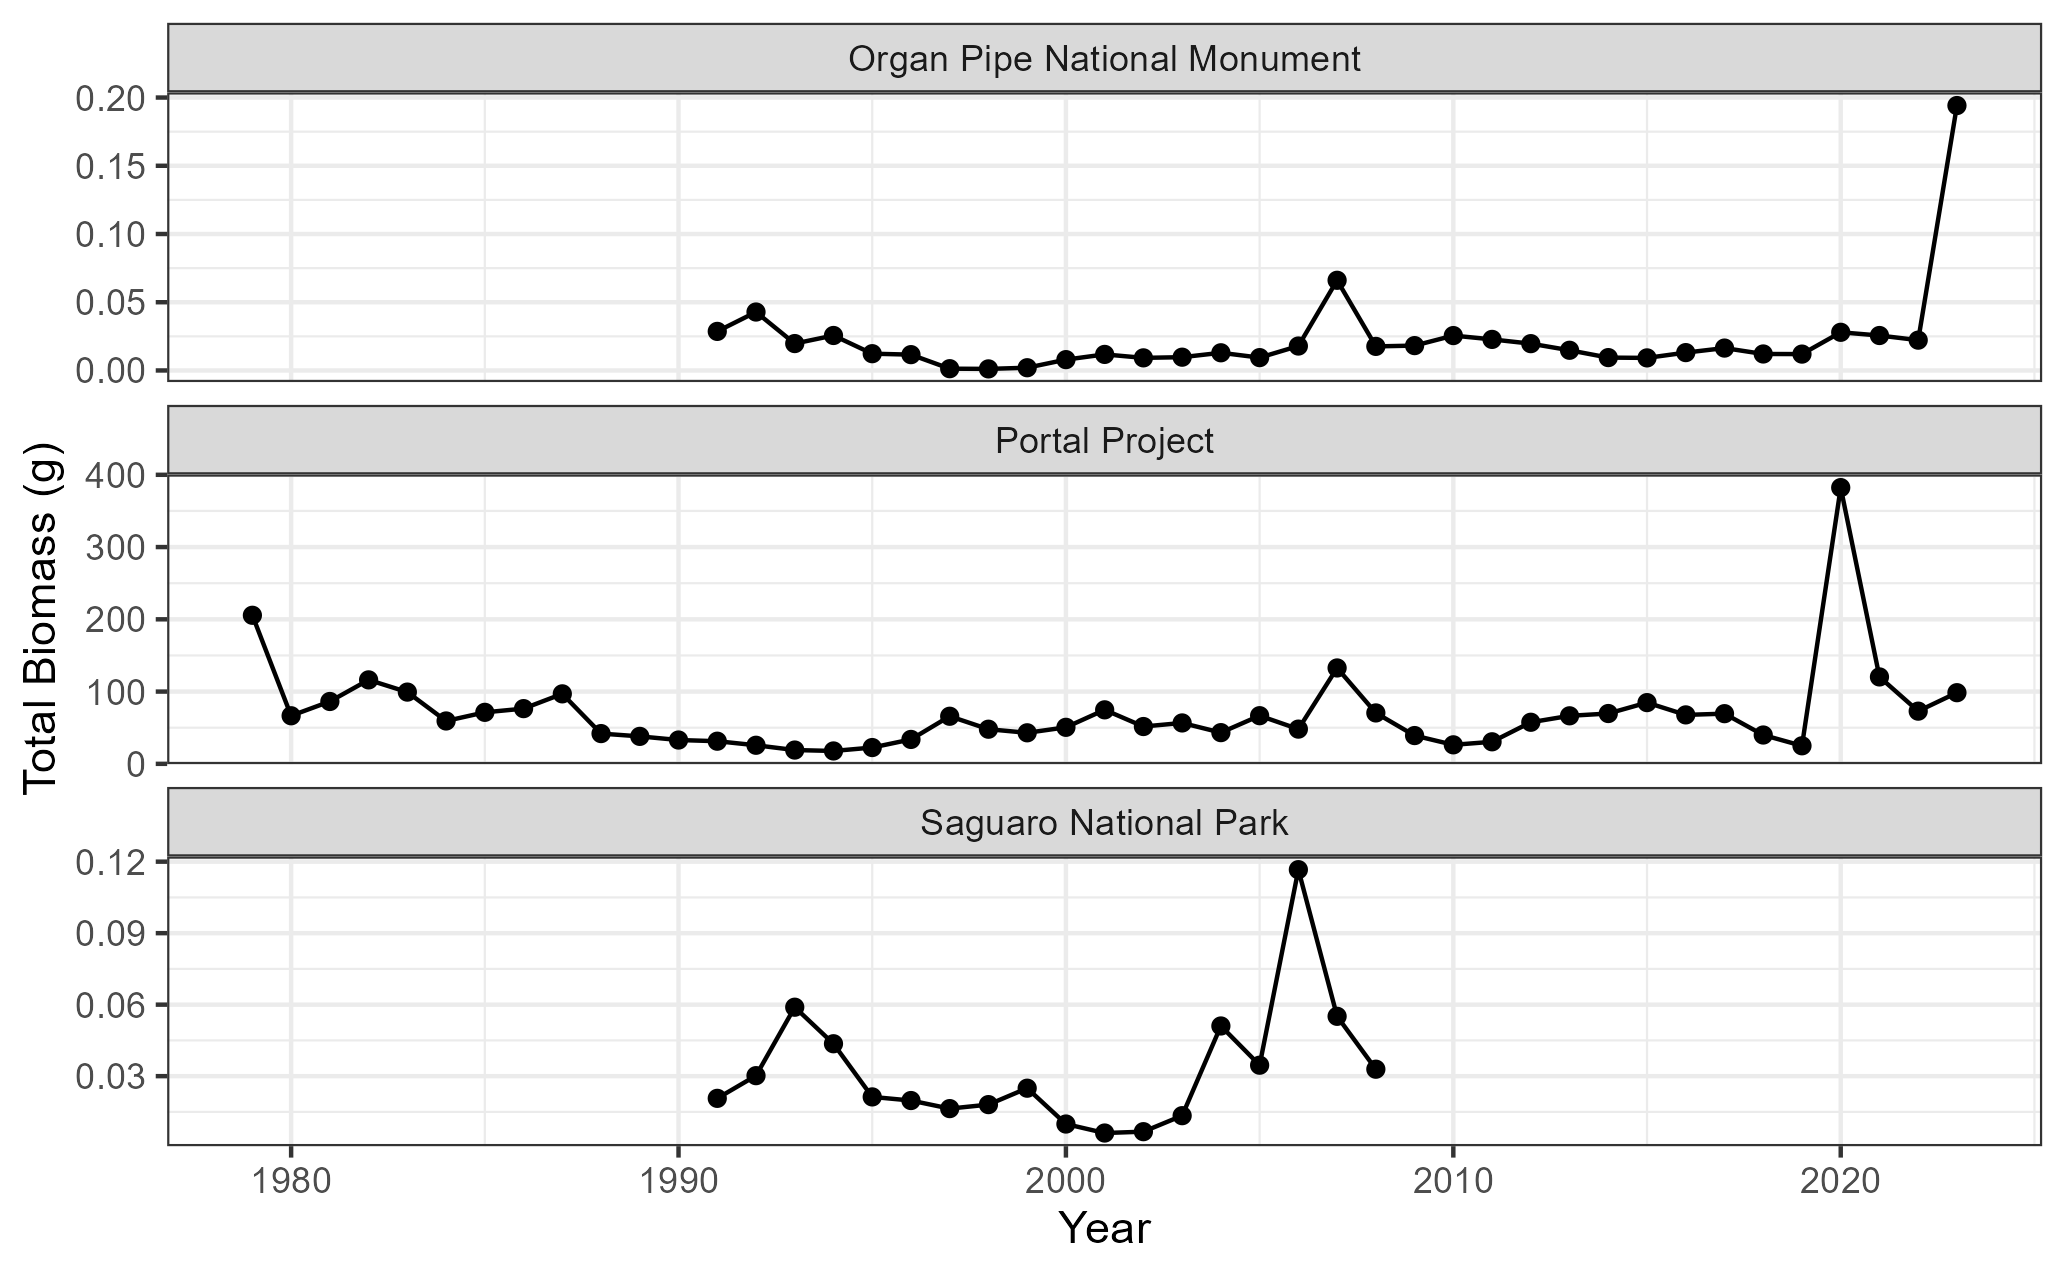 Organ Pipe National Monument
0.20
0.15
0.10
0.05
0.00
Portal Project
400
300
200
100
0
Saguaro National Park
0.12
0.09
0.06
0.03
1980 1990 2000 2010 2020
Year
Total Biomass (g)